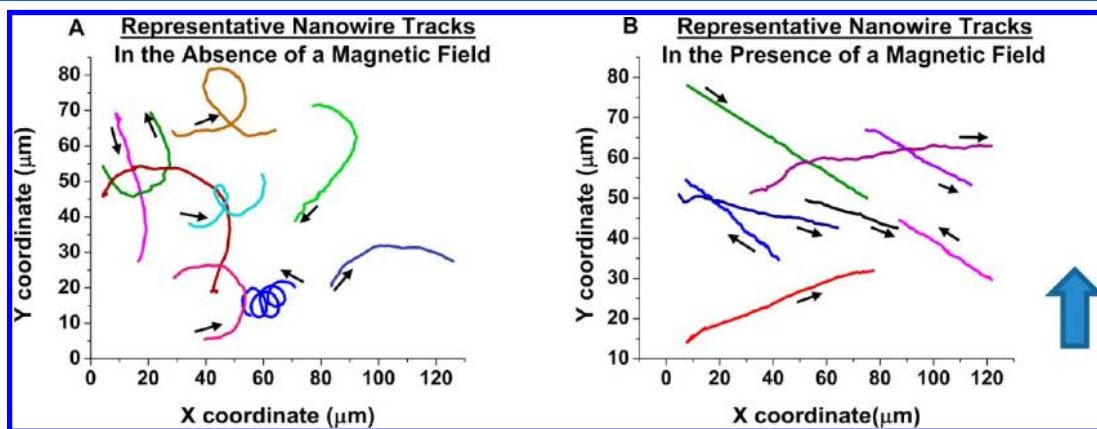 A Representative Nanowire Tracks
In the Absence of a Magnetic Field
80
70
60
50
40
30
20
10
0
Y coordinate (μm)
0 20 40 60 80 100 120
X coordinate (μm)
B Representative Nanowire Tracks
In the Presence of a Magnetic Field
80
70
60
50
40
30
20
10
Y coordinate (μm)
0 20 40 60 80 100 120
X coordinate(μm)